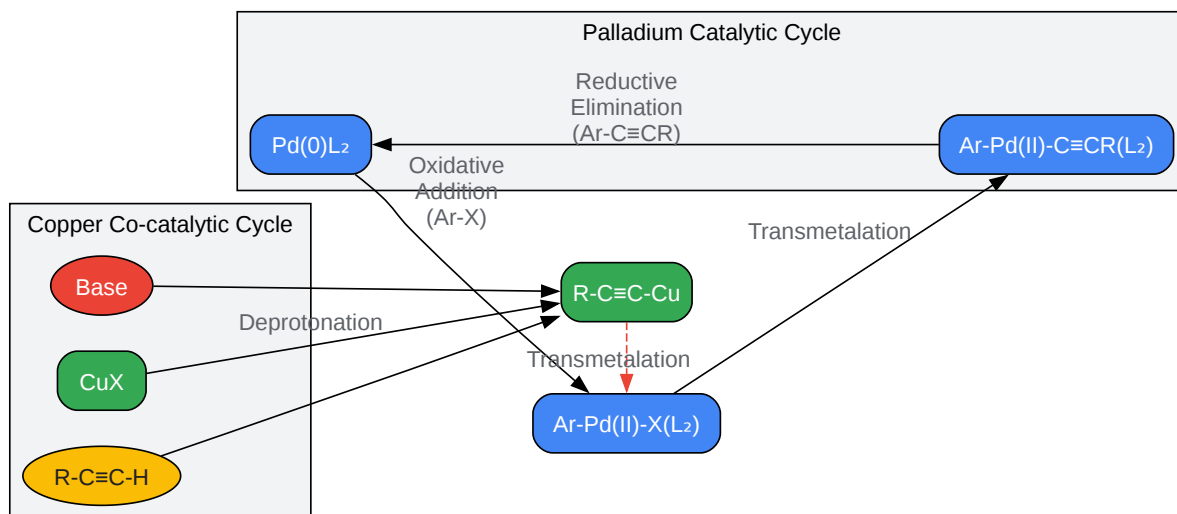 Palladium Catalytic Cycle
Reductive
Elimination
(Ar-C≡CR)
Pd(0)L₂
Ar-Pd(II)-C≡CR(L₂)
Oxidative
Addition
(Ar-X)
Copper Co-catalytic Cycle
Transmetalation
Base
R-C≡C-Cu
Deprotonation
Transmetalation
CuX
Ar-Pd(II)-X(L₂)
R-C≡C-H